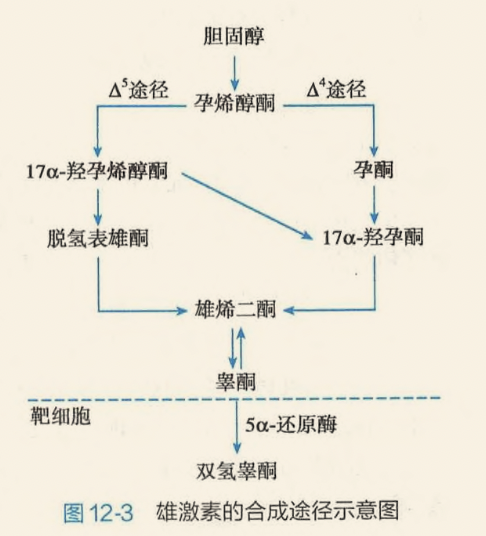 胆固醇
Δ⁵途径
Δ⁴途径
孕烯醇酮
17α-羟孕烯醇酮
孕酮
脱氢表雄酮
17α-羟孕酮
雄烯二酮
睾酮
靶细胞
5α-还原酶
双氢睾酮
图 12-3 雄激素的合成途径示意图